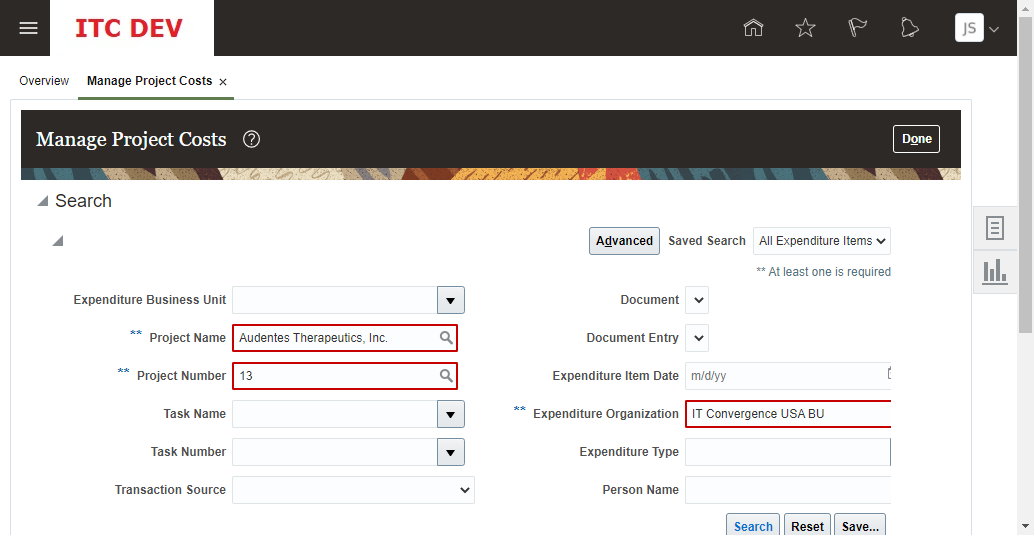 ITC DEV
JS
Overview
Manage Project Costs ×
Manage Project Costs ?
Done
Search
Advanced Saved Search All Expenditure Items
** At least one is required
Expenditure Business Unit
Document
** Project Name Audentes Therapeutics, Inc.
Document Entry
** Project Number 13
Expenditure Item Date m/d/yy
Task Name
** Expenditure Organization IT Convergence USA BU
Task Number
Expenditure Type
Transaction Source
Person Name
Search Reset Save...